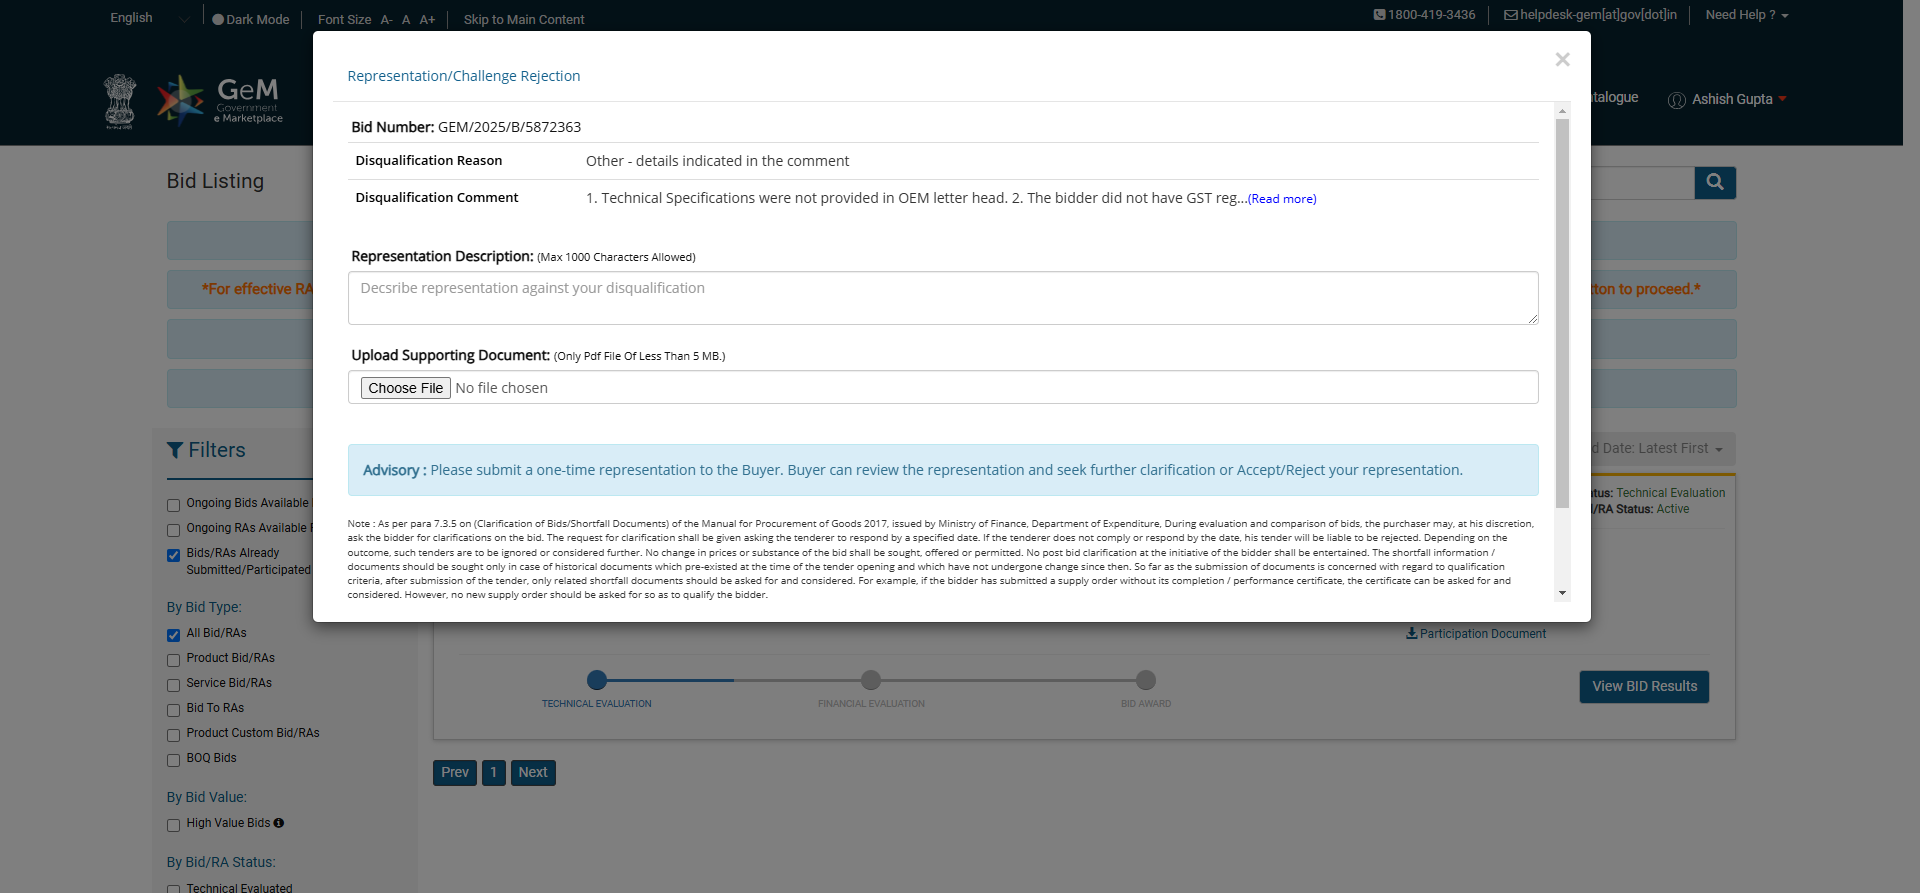 English
Dark Mode
Font Size A- A A+
Skip to Main Content
1800-419-3436
helpdesk-gem[at]gov[dot]in
Need Help ?
GeM
Government
e Marketplace
talogue
Ashish Gupta
Representation/Challenge Rejection
×
Bid Number: GEM/2025/B/5872363
Disqualification Reason Other - details indicated in the comment
Disqualification Comment 1. Technical Specifications were not provided in OEM letter head. 2. The bidder did not have GST reg...(Read more)
Representation Description: (Max 1000 Characters Allowed)
Decsribe representation against your disqualification
Upload Supporting Document: (Only Pdf File Of Less Than 5 MB.)
Choose File No file chosen
Advisory : Please submit a one-time representation to the Buyer. Buyer can review the representation and seek further clarification or Accept/Reject your representation.
Note : As per para 7.3.5 on (Clarification of Bids/Shortfall Documents) of the Manual for Procurement of Goods 2017, issued by Ministry of Finance, Department of Expenditure, During evaluation and comparison of bids, the purchaser may, at his discretion,
ask the bidder for clarifications on the bid. The request for clarification shall be given asking the tenderer to respond by a specified date. If the tenderer does not comply or respond by the date, his tender will be liable to be rejected. Depending on the
outcome, such tenders are to be ignored or considered further. No change in prices or substance of the bid shall be sought, offered or permitted. No post bid clarification at the initiative of the bidder shall be entertained. The shortfall information /
documents should be sought only in case of historical documents which pre-existed at the time of the tender opening and which have not undergone change since then. So far as the submission of documents is concerned with regard to qualification
criteria, after submission of the tender, only related shortfall documents should be asked for and considered. For example, if the bidder has submitted a supply order without its completion / performance certificate, the certificate can be asked for and
considered. However, no new supply order should be asked for so as to qualify the bidder.
Bid Listing
*For effective RA
tton to proceed.*
Filters
Ongoing Bids Available
Ongoing RAs Available
Bids/RAs Already
Submitted/Participated
By Bid Type:
All Bid/RAs
Product Bid/RAs
Service Bid/RAs
Bid To RAs
Product Custom Bid/RAs
BOQ Bids
By Bid Value:
High Value Bids
By Bid/RA Status:
Technical Evaluated
d Date: Latest First
tus: Technical Evaluation
/RA Status: Active
Participation Document
TECHNICAL EVALUATION
FINANCIAL EVALUATION
BID AWARD
View BID Results
Prev 1 Next